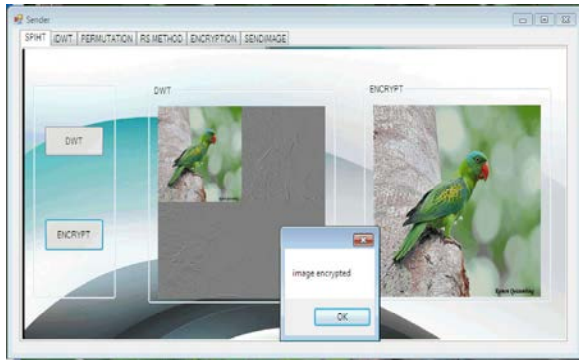 Sender
SPIHT IDWT PERMUTATION RS METHOD ENCRYPTION SENDIMAGE
DWT
ENCRYPT
DWT
ENCRYPT
image encrypted
OK